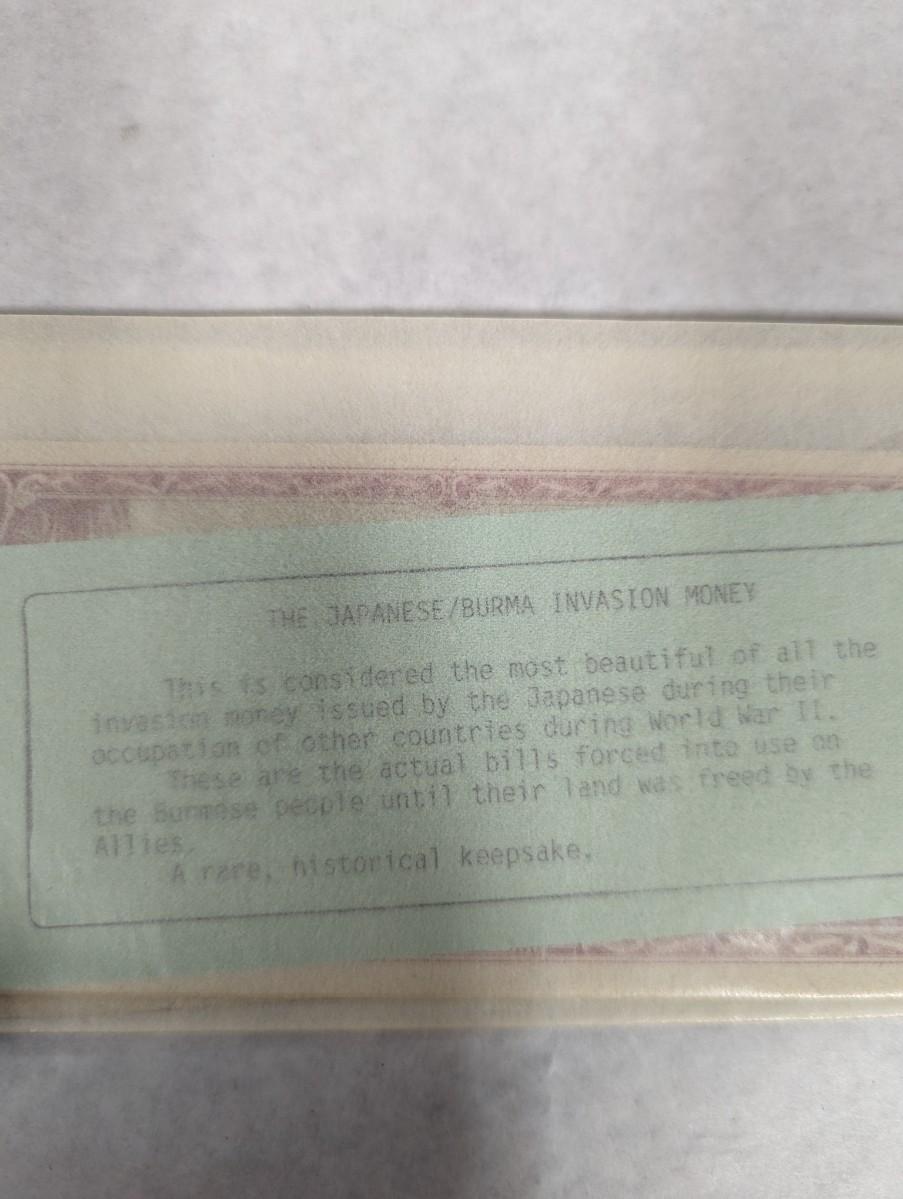 THE JAPANESE/BURMA INVASION MONEY
This is considered the most beautiful of all the
invasion money issued by the Japanese during their
occupation of other countries during World War II.
These are the actual bills forced into use on
the Burmese people until their land was freed by the
Allies.
A rare, historical keepsake.